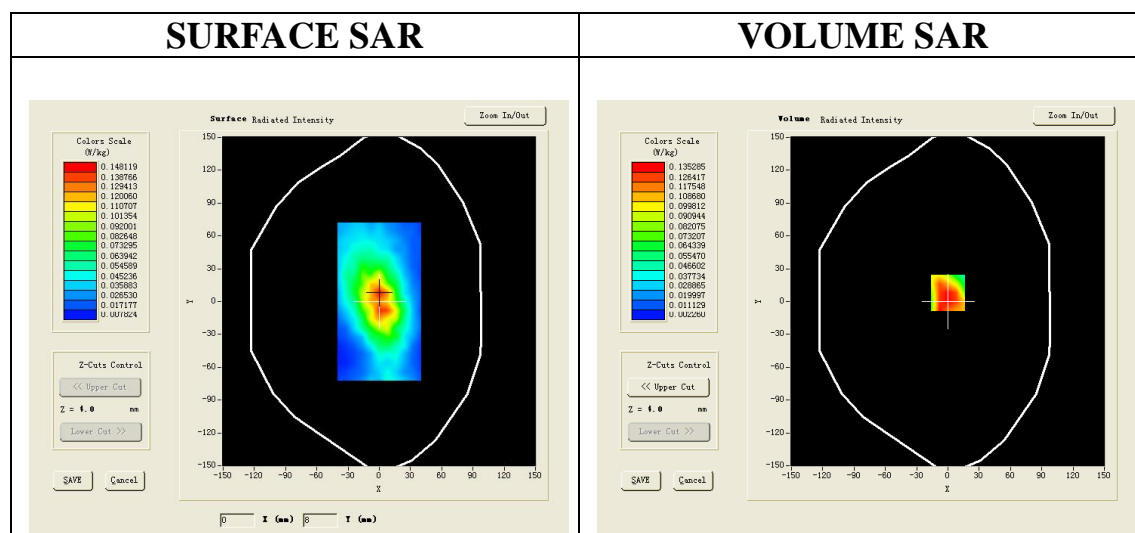 SURFACE SAR
VOLUME SAR
Surface Radiated Intensity
Zoom In/Out
Colors Scale
(W/kg)
0.148119
0.138766
0.129413
0.120060
0.110707
0.101354
0.092001
0.082648
0.073295
0.063942
0.054589
0.045236
0.035883
0.026530
0.017177
0.007824
150
120
90
60
30
0
-30
-60
-90
-120
-150
Y
-150 -120 -90 -60 -30 0 30 60 90 120 150
X
Z-Cuts Control
<< Upper Cut
Z = 4.0 mm
Lower Cut >>
SAVE
Cancel
0 X (mm) 8 Y (mm)
Volume Radiated Intensity
Zoom In/Out
Colors Scale
(W/kg)
0.135285
0.126417
0.117548
0.108680
0.099812
0.090944
0.082075
0.073207
0.064339
0.055470
0.046602
0.037734
0.028865
0.019997
0.011129
0.002260
150
120
90
60
30
0
-30
-60
-90
-120
-150
Y
-150 -120 -90 -60 -30 0 30 60 90 120 150
X
Z-Cuts Control
<< Upper Cut
Z = 4.0 mm
Lower Cut >>
SAVE
Cancel